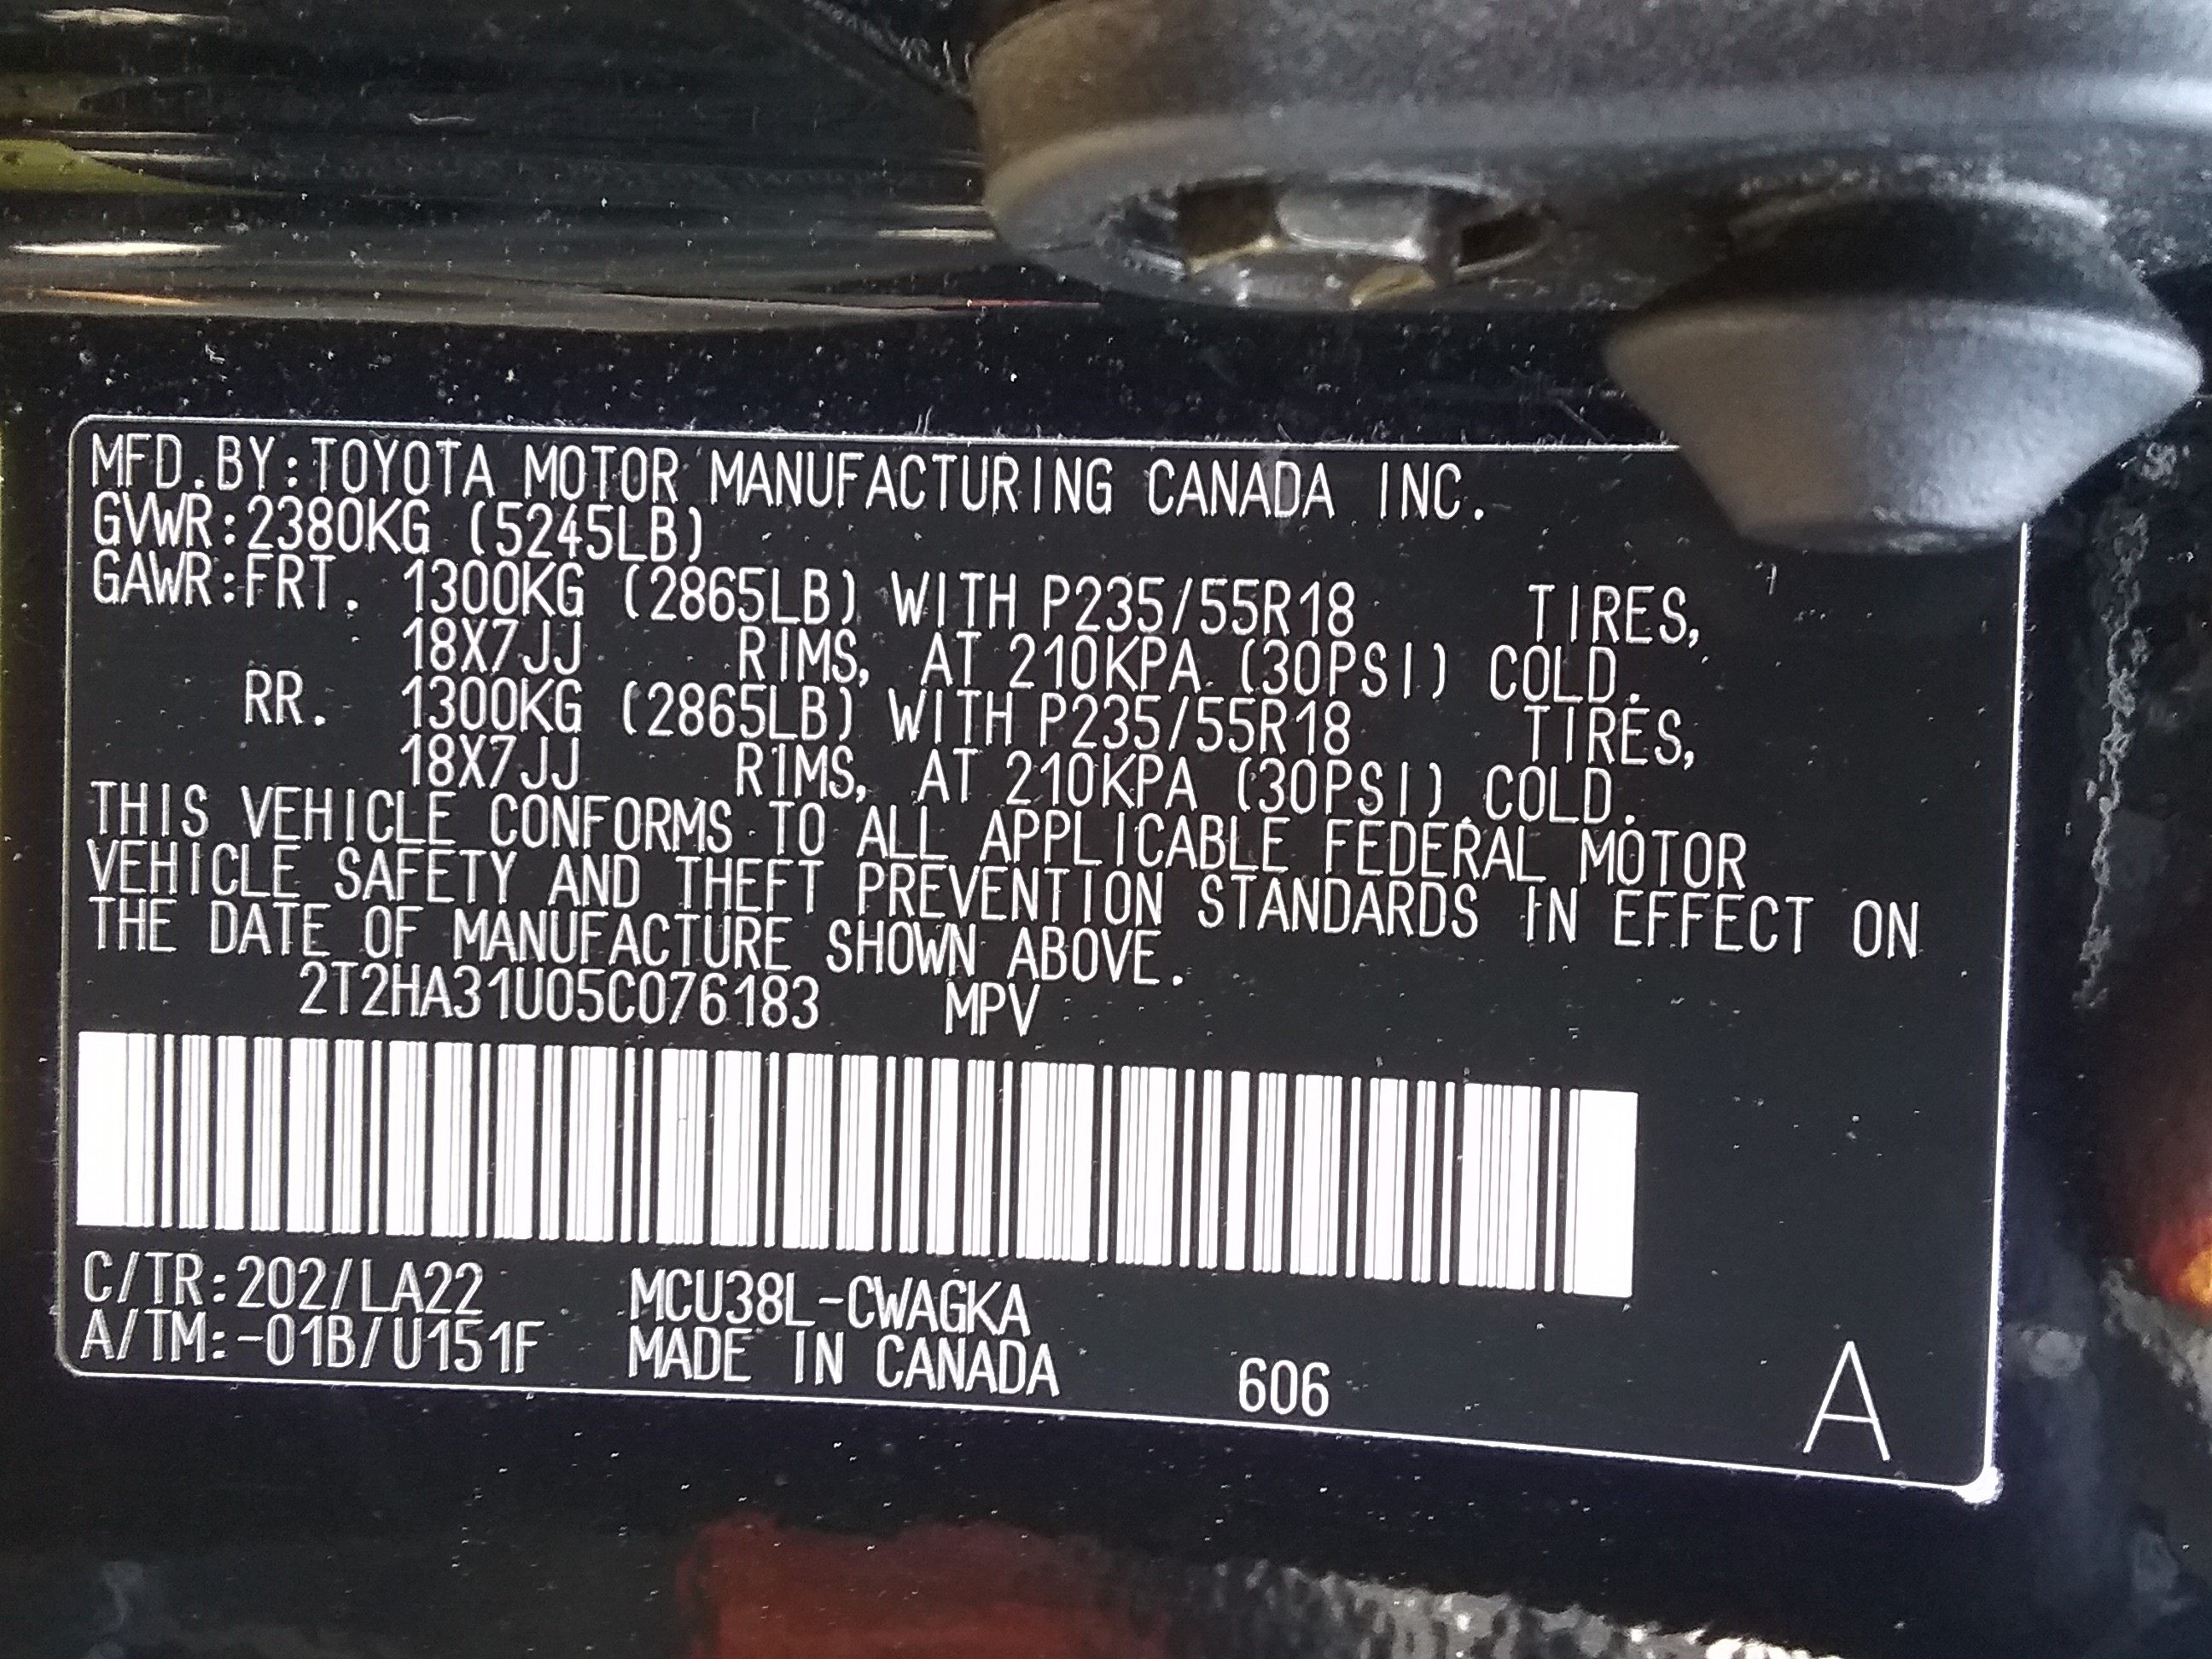 MFD.BY:TOYOTA MOTOR MANUFACTURING CANADA INC.
GVWR:2380KG (5245LB)
GAWR:FRT. 1300KG (2865LB) WITH P235/55R18 TIRES,
18X7JJ RIMS, AT 210KPA (30PSI) COLD.
RR. 1300KG (2865LB) WITH P235/55R18 TIRES,
18X7JJ RIMS, AT 210KPA (30PSI) COLD.
THIS VEHICLE CONFORMS TO ALL APPLICABLE FEDERAL MOTOR
VEHICLE SAFETY AND THEFT PREVENTION STANDARDS IN EFFECT ON
THE DATE OF MANUFACTURE SHOWN ABOVE.
2T2HA31U05C076183 MPV
C/TR:202/LA22 MCU38L-CWAGKA
A/TM:-01B/U151F MADE IN CANADA 606 A